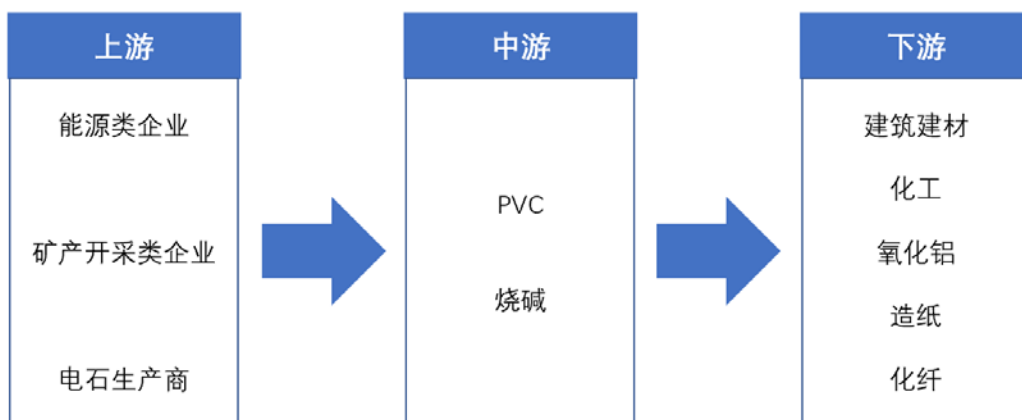 上游
能源类企业
矿产开采类企业
电石生产商
中游
PVC
烧碱
下游
建筑建材
化工
氧化铝
造纸
化纤